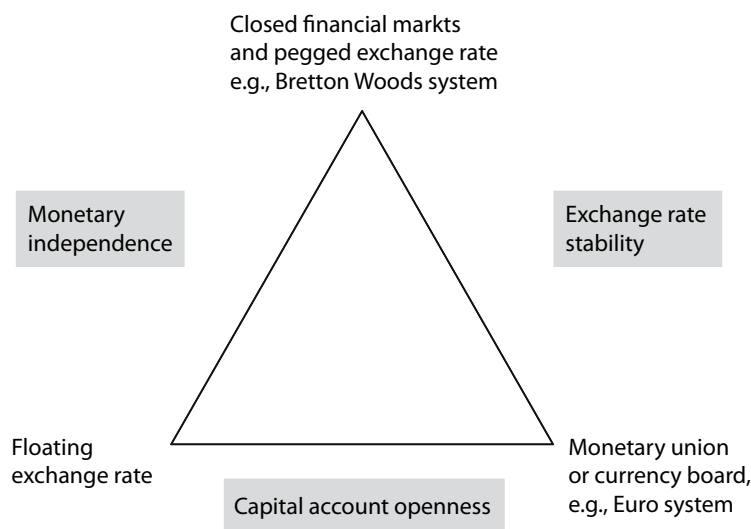 Closed financial markts
and pegged exchange rate
e.g., Bretton Woods system
Monetary
independence
Exchange rate
stability
Floating
exchange rate
Capital account openness
Monetary union
or currency board,
e.g., Euro system